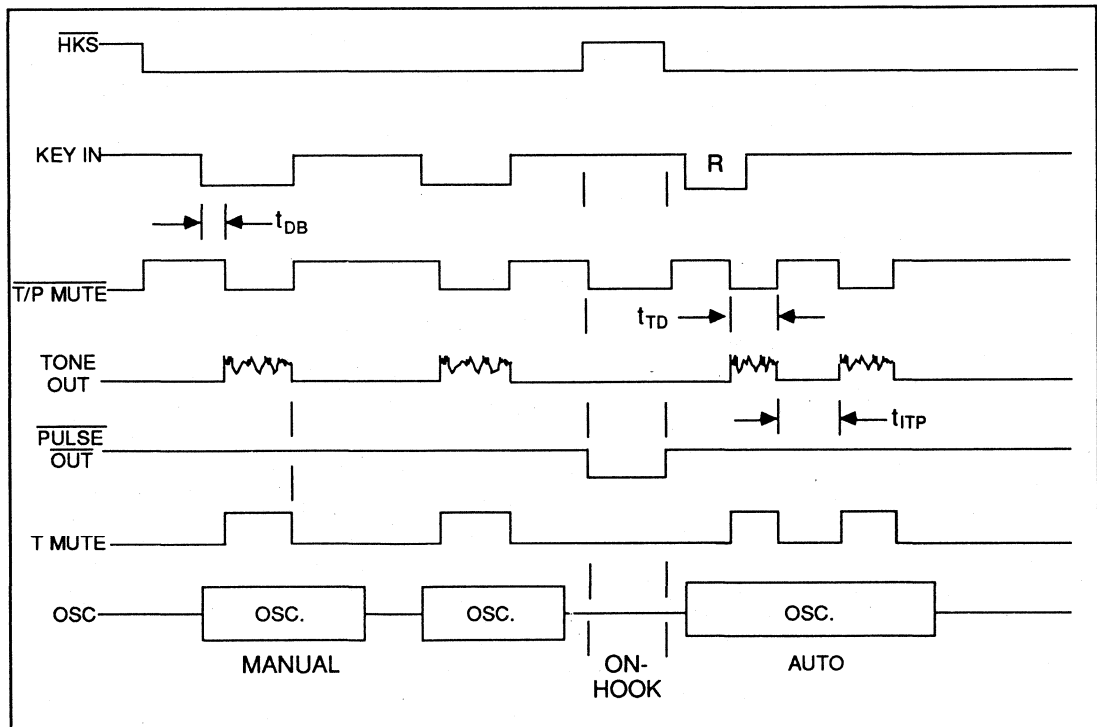 HKS
KEY IN
R
tDB
T/P MUTE
tTD
TONE
OUT
tITP
PULSE
OUT
T MUTE
OSC
OSC.
OSC.
OSC.
MANUAL
ON-
HOOK
AUTO